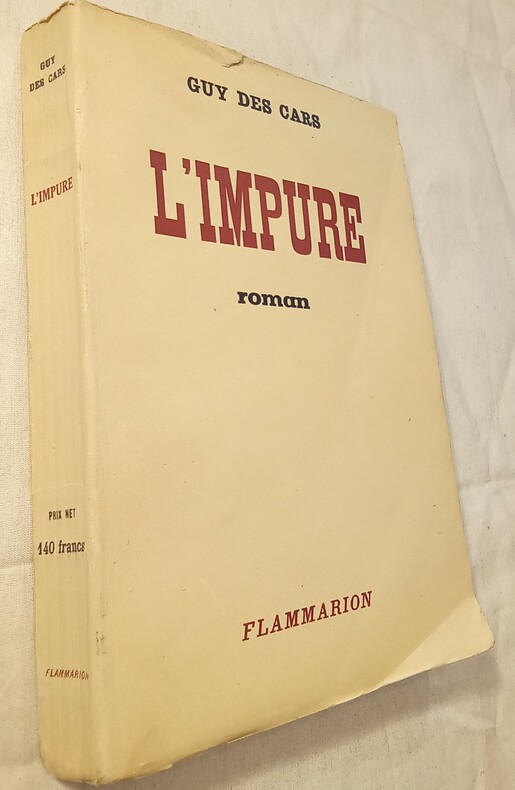 GUY
DES CARS
L'IMPURE
PRIX NET
140 francs
FLAMMARION
GUY DES CARS
L'IMPURE
roman
FLAMMARION